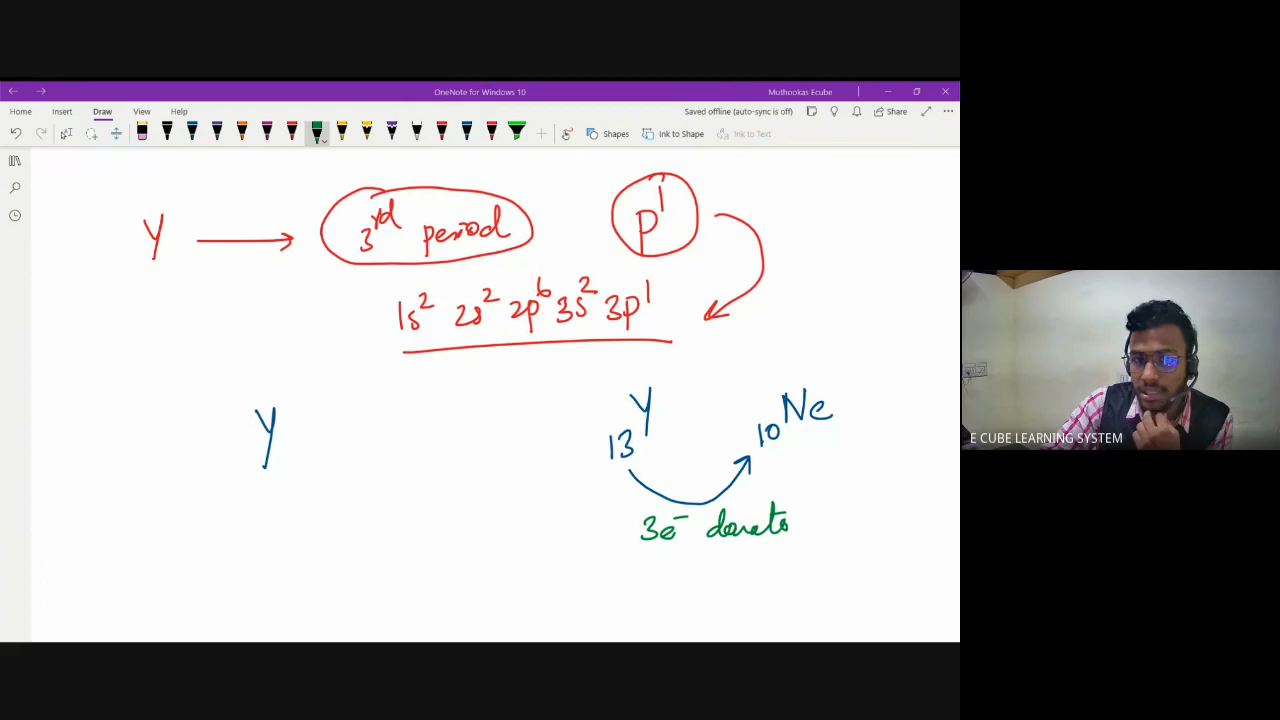 OneNote for Windows 10
Muthookas Ecube
Home Insert Draw View Help
Saved offline (auto-sync is off)
Share
Shapes
Ink to Shape
Ink to Text
Y → 3rd period p¹
1s² 2s² 2p⁶ 3s² 3p¹
Y
₁₃Y ₁₀Ne
3e⁻ donate
E CUBE LEARNING SYSTEM